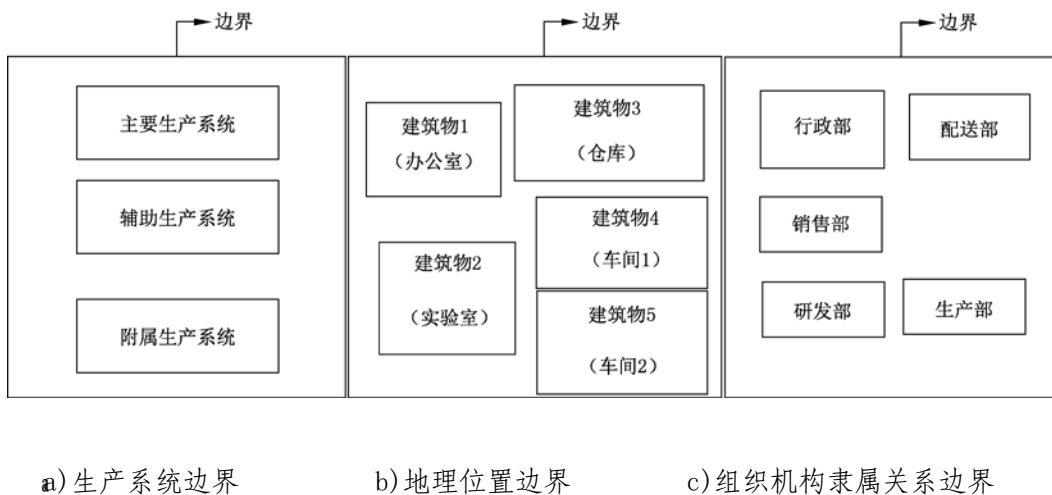 边界
主要生产系统
辅助生产系统
附属生产系统
边界
建筑物1
（办公室）
建筑物3
（仓库）
建筑物2
（实验室）
建筑物4
（车间1）
建筑物5
（车间2）
边界
行政部
配送部
销售部
研发部
生产部
a)生产系统边界
b)地理位置边界
c)组织机构隶属关系边界